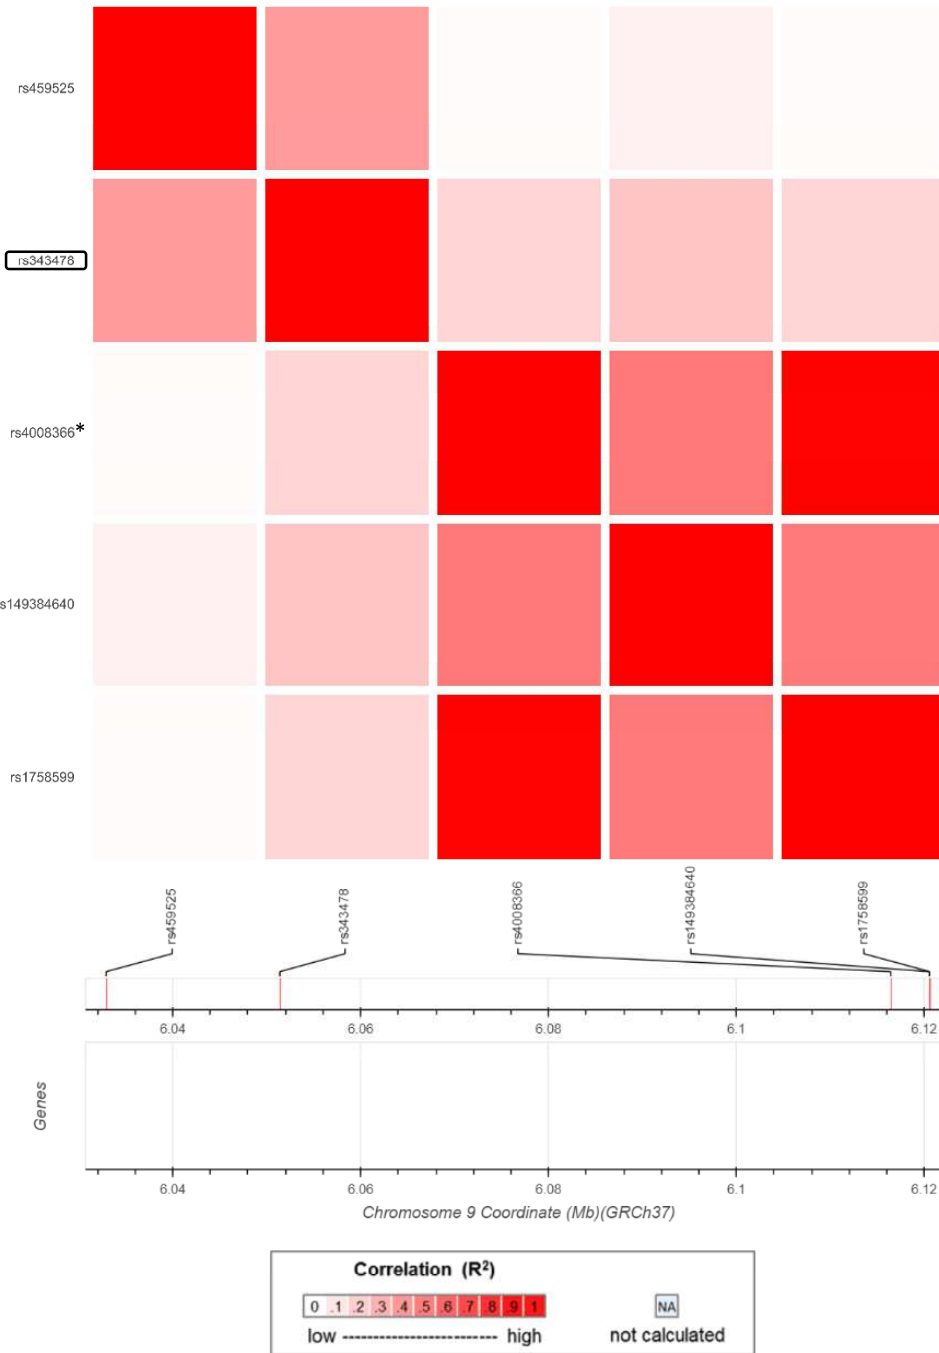 rs459525
rs343478
rs4008366*
s149384640
rs1758599
rs459525
rs343478
rs4008366
rs149384640
rs1758599
6.04 6.06 6.08 6.1 6.12
Genes
6.04 6.06 6.08 6.1 6.12
Chromosome 9 Coordinate (Mb)(GRCh37)
Correlation (R²)
0 .1 .2 .3 .4 .5 .6 .7 .8 .9 1
NA
low -------------------------- high
not calculated